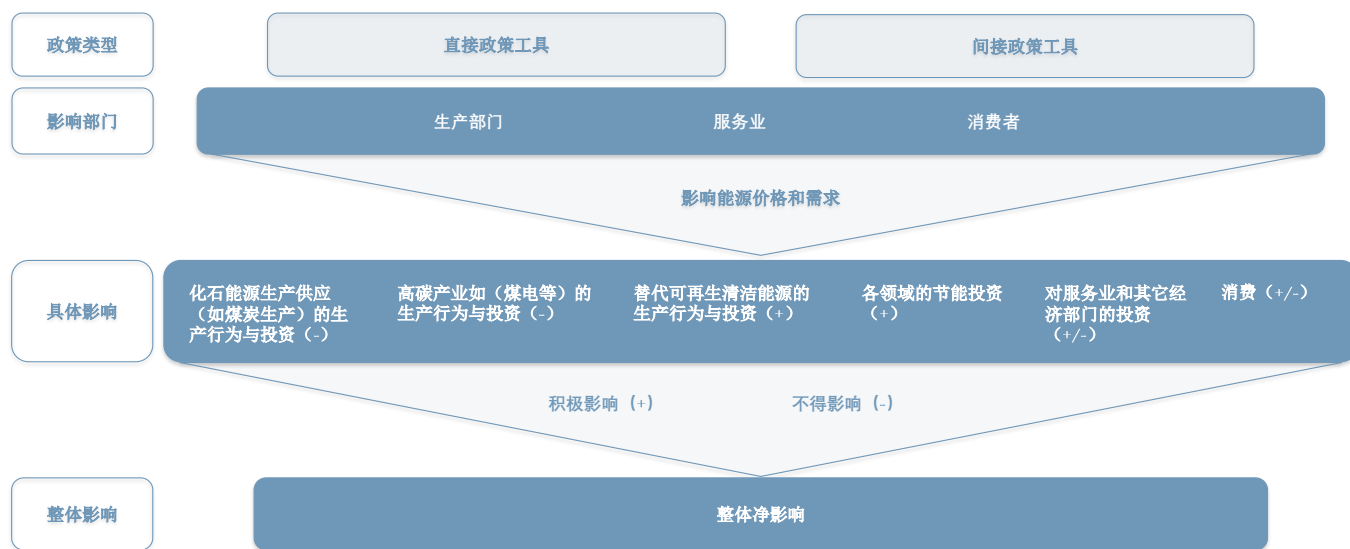 政策类型
直接政策工具
间接政策工具
影响部门
生产部门
服务业
消费者
影响能源价格和需求
具体影响
化石能源生产供应
（如煤炭生产）的生
产行为与投资（-）
高碳产业如（煤电等）的
生产行为与投资（-）
替代可再生清洁能源的
生产行为与投资（+）
各领域的节能投资
（+）
对服务业和其它经
济部门的投资
（+/-）
消费（+/-）
积极影响（+）
不得影响（-）
整体影响
整体净影响